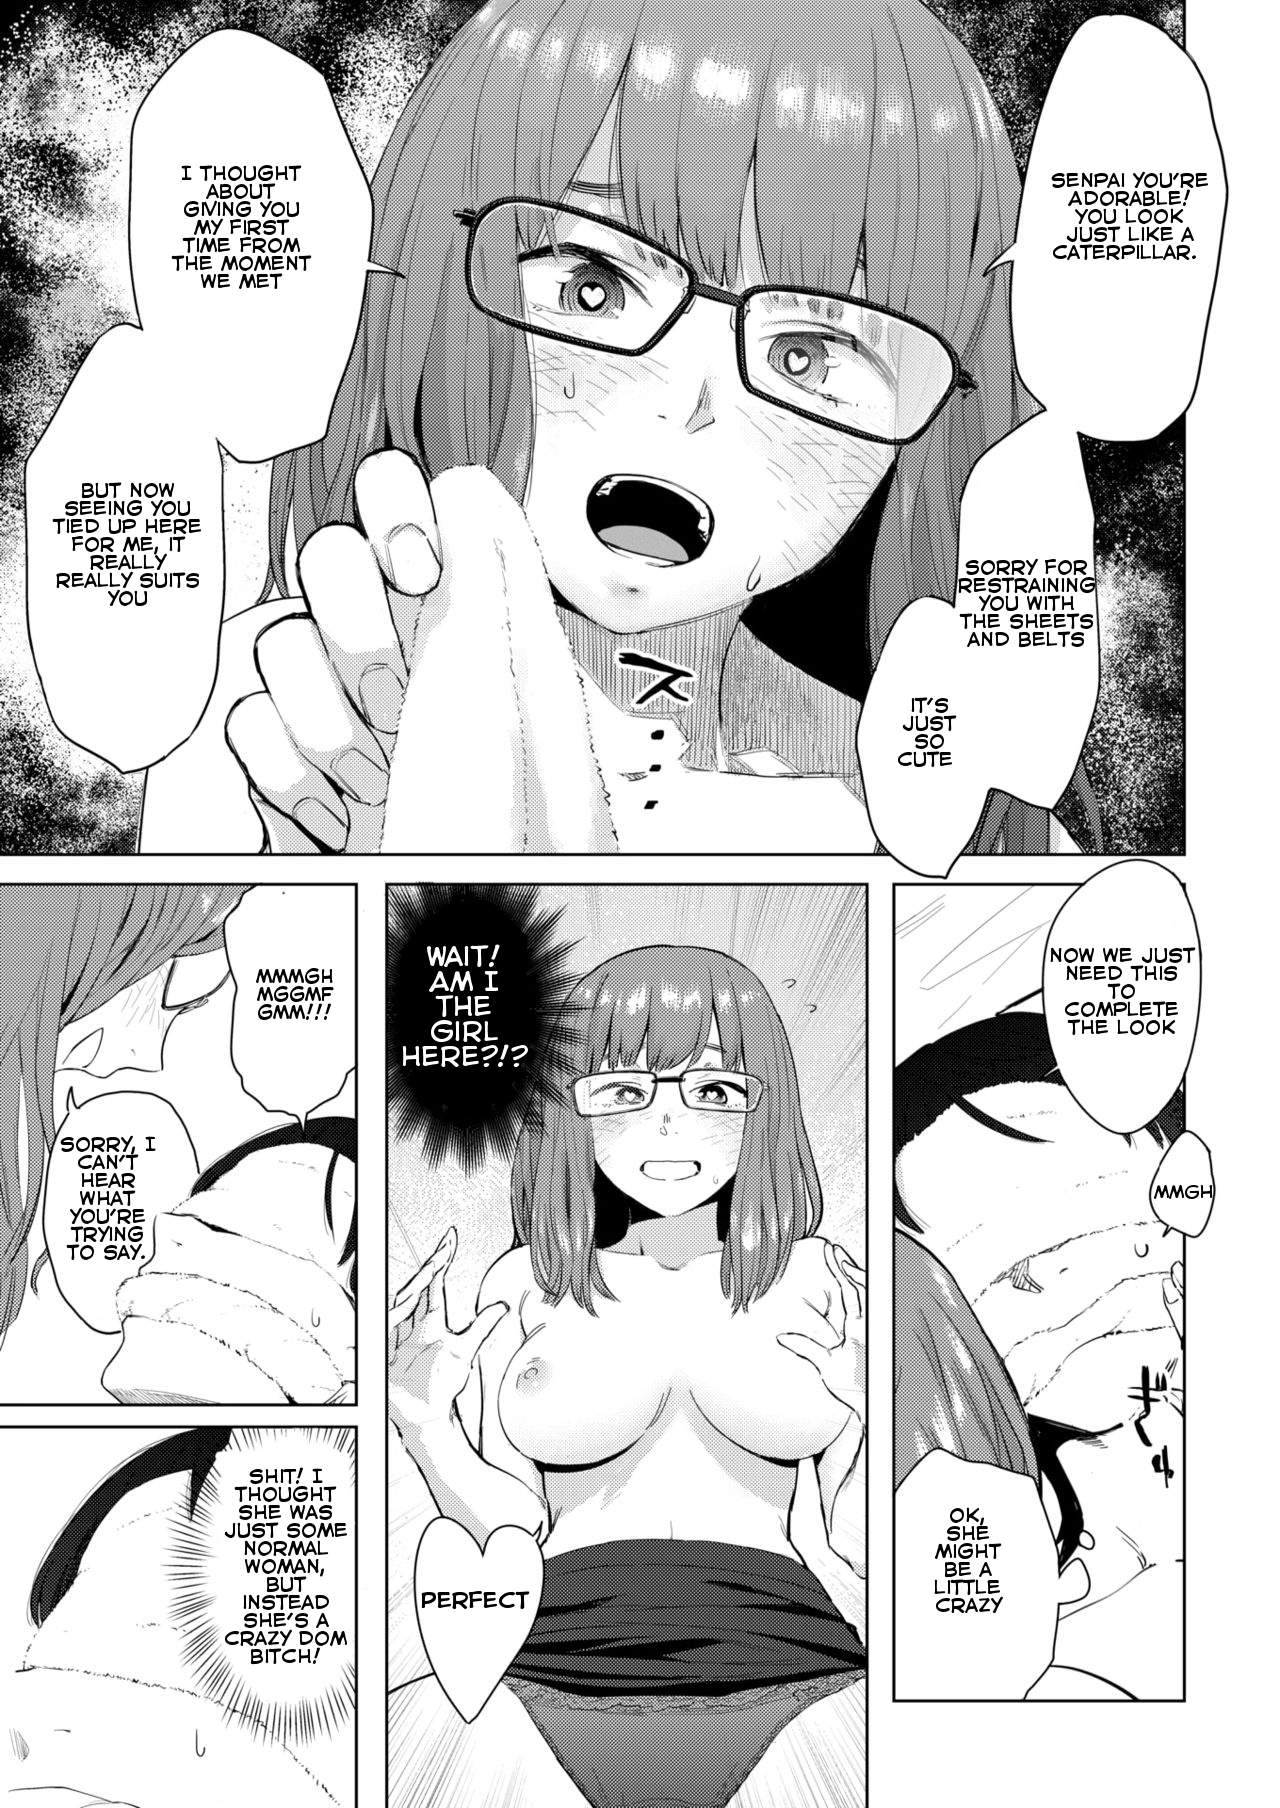 SENPAI YOU'RE
ADORABLE!
YOU LOOK
JUST LIKE A
CATERPILLAR.
SORRY FOR
RESTRAINING
YOU WITH
THE SHEETS
AND BELTS
IT'S
JUST
SO
CUTE
I THOUGHT
ABOUT
GIVING YOU
MY FIRST
TIME FROM
THE MOMENT
WE MET
BUT NOW
SEEING YOU
TIED UP HERE
FOR ME, IT
REALLY
REALLY SUITS
YOU
ス
NOW WE JUST
NEED THIS
TO
COMPLETE
THE LOOK
MMGH
ギュ
OK,
SHE
MIGHT
BE A
LITTLE
CRAZY
WAIT!
AM I
THE
GIRL
HERE?!?
PERFECT
MMMGH
MGGMF
GMM!!!
SORRY, I
CAN'T
HEAR
WHAT
YOU'RE
TRYING
TO SAY.
SHIT! I
THOUGHT
SHE WAS
JUST SOME
NORMAL
WOMAN,
BUT
INSTEAD
SHE'S A
CRAZY DOM
BITCH!